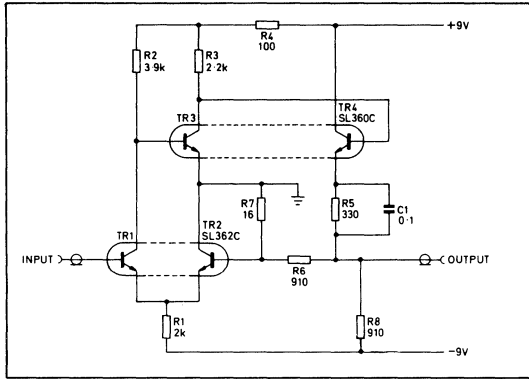 R4
100
+9V
R2
3·9k
R3
2·2k
TR3
TR4
SL360C
R7
16
R5
330
C1
0·1
TR1
TR2
SL362C
INPUT
R6
910
OUTPUT
R1
2k
R8
910
-9V